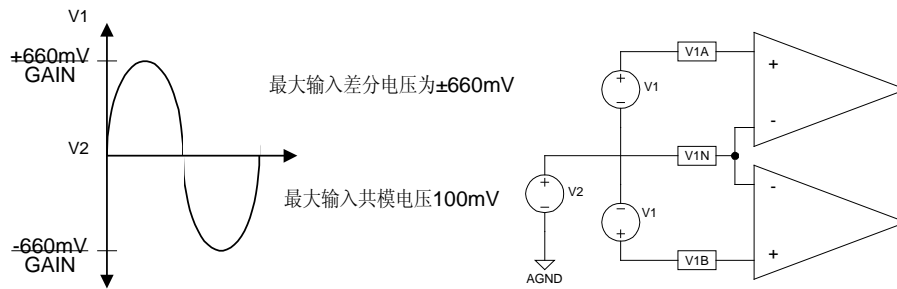 V1
±660mV
GAIN
最大输入差分电压为±660mV
V2
最大输入共模电压100mV
-660mV
GAIN
V1A
+
+
−
V1
-
V1N
+
−
V2
−
+
V1
-
+
V1B
AGND